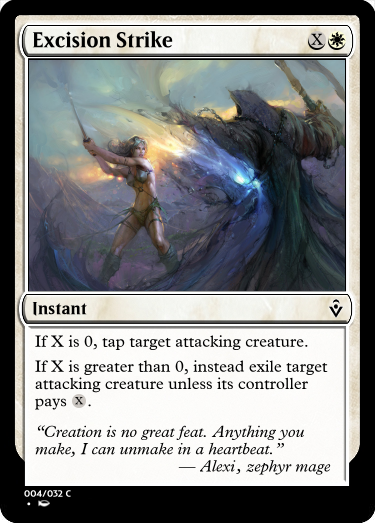 Excision Strike X
Instant
If X is 0, tap target attacking creature.
If X is greater than 0, instead exile target
attacking creature unless its controller
pays X.
“Creation is no great feat. Anything you
make, I can unmake in a heartbeat.”
— Alexi, zephyr mage
004/032 C